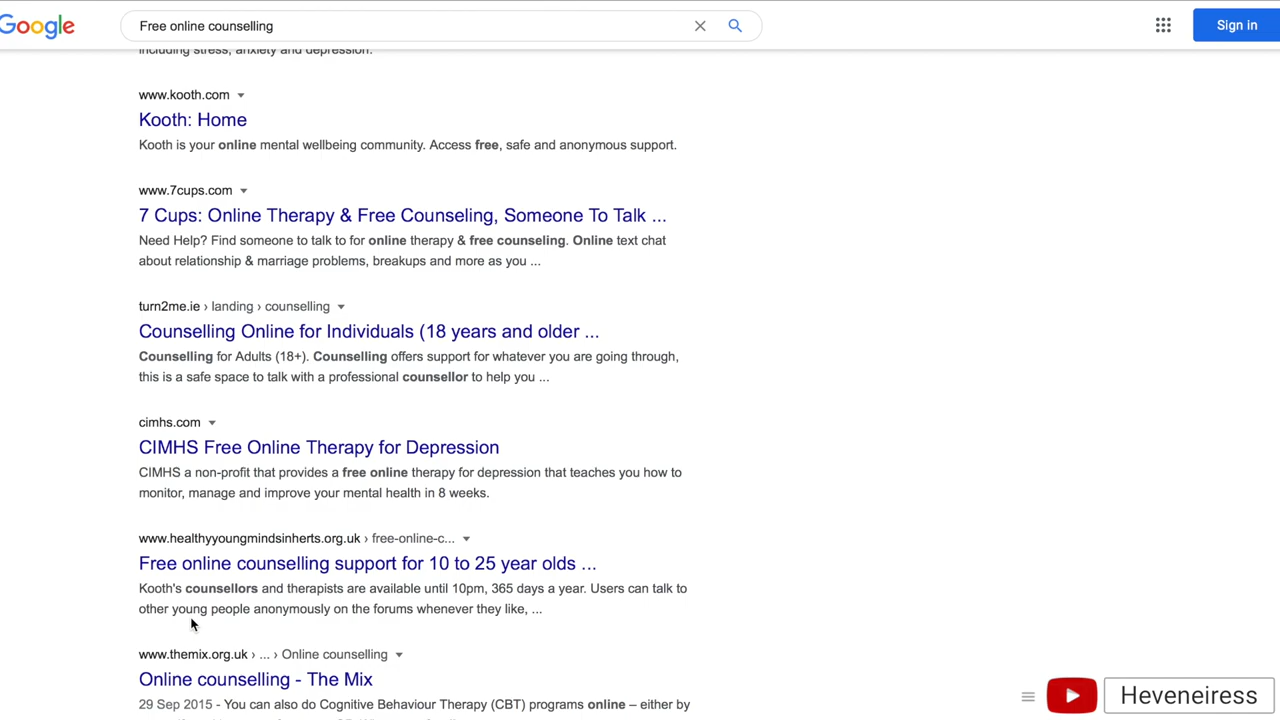 Google
Free online counselling
Sign in
including stress, anxiety and depression.
www.kooth.com
Kooth: Home
Kooth is your online mental wellbeing community. Access free, safe and anonymous support.
www.7cups.com
7 Cups: Online Therapy & Free Counseling, Someone To Talk ...
Need Help? Find someone to talk to for online therapy & free counseling. Online text chat
about relationship & marriage problems, breakups and more as you ...
turn2me.ie › landing › counselling
Counselling Online for Individuals (18 years and older ...
Counselling for Adults (18+). Counselling offers support for whatever you are going through,
this is a safe space to talk with a professional counsellor to help you ...
cimhs.com
CIMHS Free Online Therapy for Depression
CIMHS a non-profit that provides a free online therapy for depression that teaches you how to
monitor, manage and improve your mental health in 8 weeks.
www.healthyyoungmindsinherts.org.uk › free-online-c...
Free online counselling support for 10 to 25 year olds ...
Kooth's counsellors and therapists are available until 10pm, 365 days a year. Users can talk to
other young people anonymously on the forums whenever they like, ...
www.themix.org.uk › ... › Online counselling
Online counselling - The Mix
29 Sep 2015 - You can also do Cognitive Behaviour Therapy (CBT) programs online – either by
Heveneiress